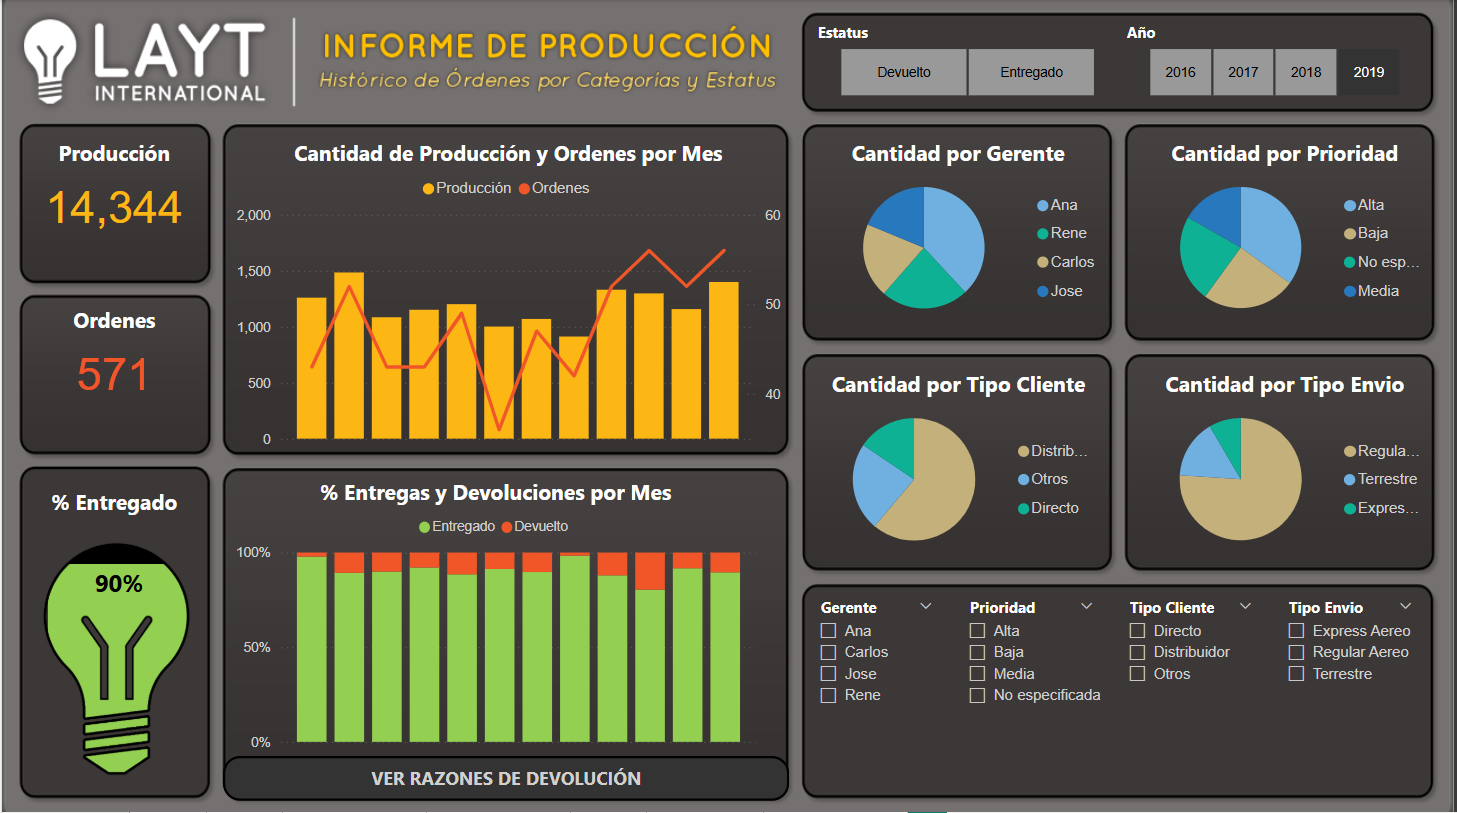 LAYT
INTERNATIONAL
INFORME DE PRODUCCIÓN
Histórico de Órdenes por Categorías y Estatus
Estatus
Devuelto
Entregado
Año
2016
2017
2018
2019
Producción
14,344
Ordenes
571
% Entregado
90%
Cantidad de Producción y Ordenes por Mes
Producción
Ordenes
2,000
1,500
1,000
500
0
60
50
40
% Entregas y Devoluciones por Mes
Entregado
Devuelto
100%
50%
0%
VER RAZONES DE DEVOLUCIÓN
Cantidad por Gerente
Ana
Rene
Carlos
Jose
Cantidad por Prioridad
Alta
Baja
No esp...
Media
Cantidad por Tipo Cliente
Distrib...
Otros
Directo
Cantidad por Tipo Envio
Regula...
Terrestre
Expres...
Gerente
Ana
Carlos
Jose
Rene
Prioridad
Alta
Baja
Media
No especificada
Tipo Cliente
Directo
Distribuidor
Otros
Tipo Envio
Express Aereo
Regular Aereo
Terrestre